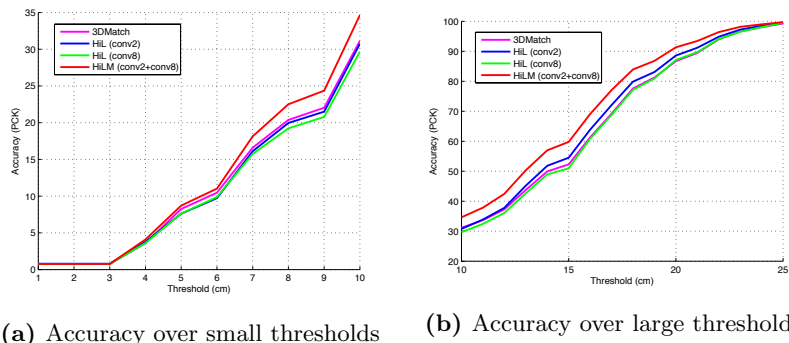 35
30
25
20
15
10
5
0
Accuracy (PCK)
3DMatch
HiL (conv2)
HiL (conv8)
HiLM (conv2+conv8)
1 2 3 4 5 6 7 8 9 10
Threshold (cm)
(a) Accuracy over small thresholds
100
90
80
70
60
50
40
30
20
Accuracy (PCK)
3DMatch
HiL (conv2)
HiL (conv8)
HiLM (conv2+conv8)
10 15 20 25
Threshold (cm)
(b) Accuracy over large threshold